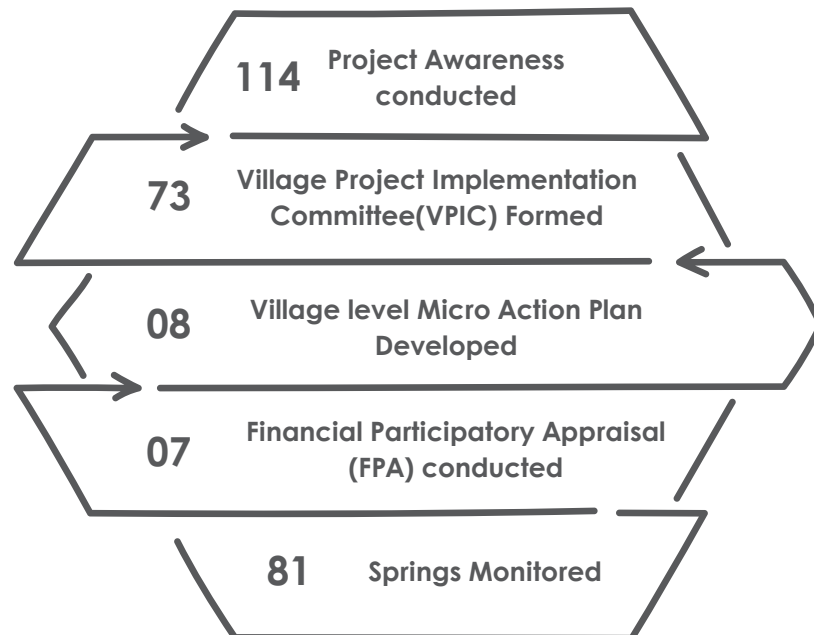 114 Project Awareness
conducted
73 Village Project Implementation
Committee(VPIC) Formed
08 Village level Micro Action Plan
Developed
07 Financial Participatory Appraisal
(FPA) conducted
81 Springs Monitored